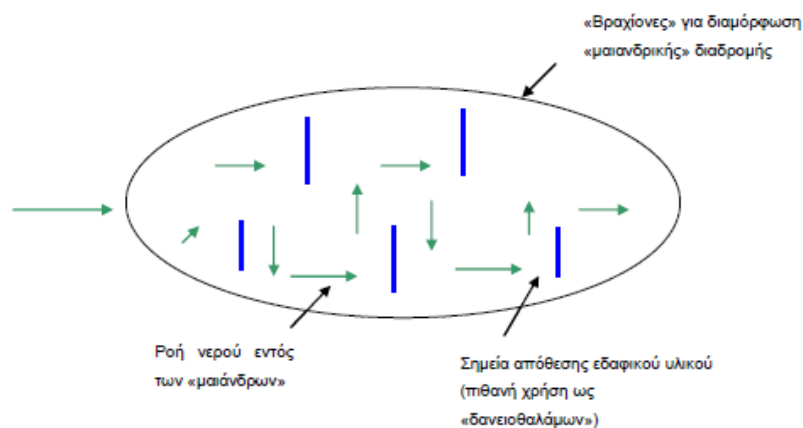 «Βραχίονες» για διαμόρφωση
«μαιανδρικής» διαδρομής
Ροή νερού εντός
των «μαιάνδρων»
Σημεία απόθεσης εδαφικού υλικού
(πιθανή χρήση ως
«δανειοθαλάμων»)